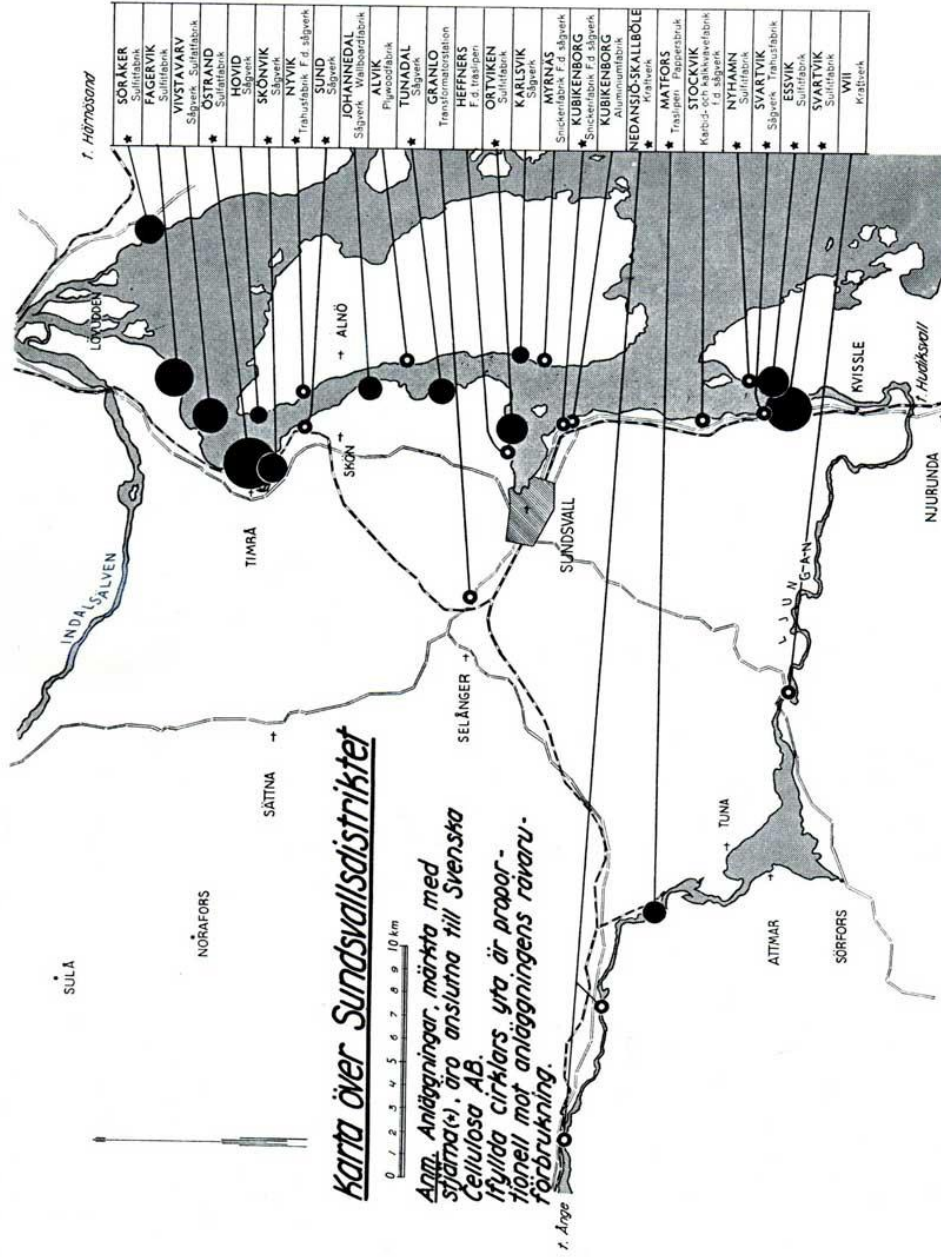 Karta över Sundsvallsdistriktet
0 1 2 3 4 5 6 7 8 9 10 km
Anm. Anläggningar, märkta med
stjärna(*), äro anslutna till Svenska
Cellulosa AB.
Ifyllda cirklars yta är propor-
tionell mot anläggningens råvaru-
förbrukning.
t. Härnösand
SÖRÅKER
★ Sulfitfabrik
FAGERVIK
Sulfitfabrik
VIVSTAVARV
Sågverk Sulfatfabrik
ÖSTRAND
★ Sulfatfabrik
HOVID
Sågverk
SKÖNVIK
★ Sågverk
NYVIK
★ Trähusfabrik F.d. sågverk
SUND
★ Sågverk
JOHANNEDAL
Sågverk Wallboardfabrik
ALVIK
Plywoodfabrik
TUNADAL
★ Sågverk
GRANLO
Transformatorstation
HEFFNERS
F.d. träsliperi
ORTVIKEN
★ Sulfitfabrik
KARLSVIK
Sågverk
MYRNÄS
Snickerifabrik F.d. sågverk
KUBIKENBORG
★ Snickerifabrik F.d. sågverk
KUBIKENBORG
Aluminiumfabrik
NEDANSJÖ-SKALLBÖLE
★ Kraftverk
MATFORS
★ Träsliperi Pappersbruk
STOCKVIK
Karbid- och kalkkvävefabrik
f.d. sågverk
NYHAMN
★ Sulfitfabrik
SVARTVIK
★ Sågverk Trähusfabrik
ESSVIK
★ Sulfitfabrik
SVARTVIK
★ Sulfitfabrik
WII
Kraftverk
LÖVUDDEN
INDALSÄLVEN
TIMRÅ
ALNÖ
SKÖN
SÄTTNA
SULÅ
NORAFORS
SELÅNGER
SUNDSVALL
TUNA
ATTMAR
SÖRFORS
LJUNGAN
KVISSLE
NJURUNDA
t. Hudiksvall
t. Ånge